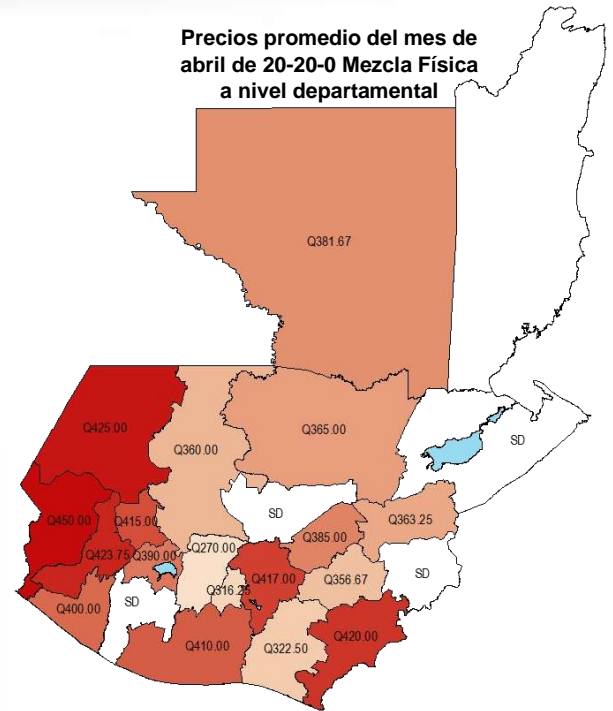 Precios promedio del mes de
abril de 20-20-0 Mezcla Física
a nivel departamental
Q381.67
Q425.00
Q360.00
Q365.00
SD
Q450.00
Q415.00
SD
Q363.25
Q423.75
Q390.00
Q270.00
Q385.00
Q400.00
SD
Q316.25
Q417.00
Q356.67
SD
Q410.00
Q322.50
Q420.00